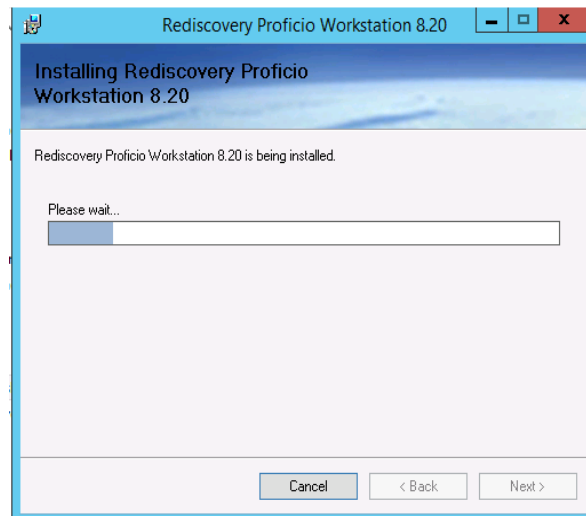 Rediscovery Proficio Workstation 8.20
Installing Rediscovery Proficio
Workstation 8.20
Rediscovery Proficio Workstation 8.20 is being installed.
Please wait...
Cancel
< Back
Next >